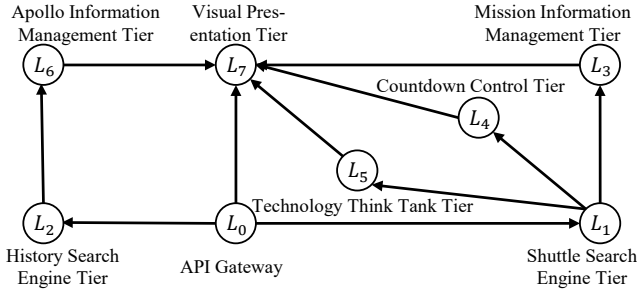 Apollo Information
Management Tier
Visual Pres-
entation Tier
Mission Information
Management Tier
L₆
L₇
L₃
Countdown Control Tier
L₄
L₅
Technology Think Tank Tier
L₂
L₀
L₁
History Search
Engine Tier
API Gateway
Shuttle Search
Engine Tier